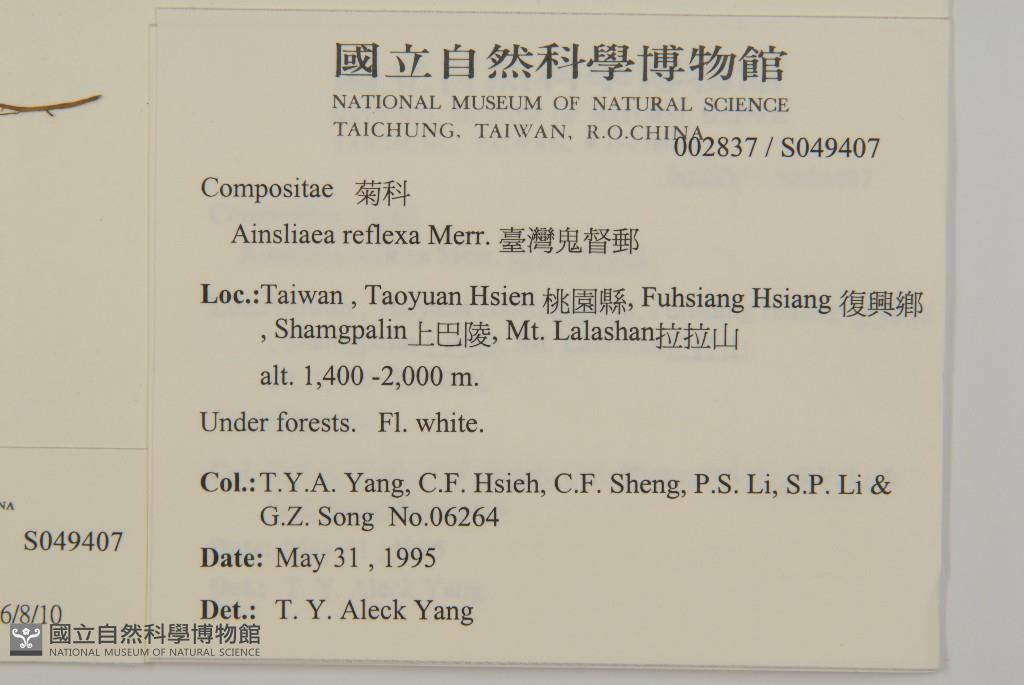 國立自然科學博物館
NATIONAL MUSEUM OF NATURAL SCIENCE
TAICHUNG, TAIWAN, R.O.CHINA
002837 / S049407
Compositae 菊科
Ainsliaea reflexa Merr. 臺灣鬼督郵
Loc.:Taiwan , Taoyuan Hsien 桃園縣, Fuhsiang Hsiang 復興鄉
, Shamgpalin上巴陵, Mt. Lalashan拉拉山
alt. 1,400 -2,000 m.
Under forests. Fl. white.
Col.:T.Y.A. Yang, C.F. Hsieh, C.F. Sheng, P.S. Li, S.P. Li &
G.Z. Song No.06264
Date: May 31 , 1995
Det.: T. Y. Aleck Yang
NA
S049407
6/8/10
國立自然科學博物館
NATIONAL MUSEUM OF NATURAL SCIENCE